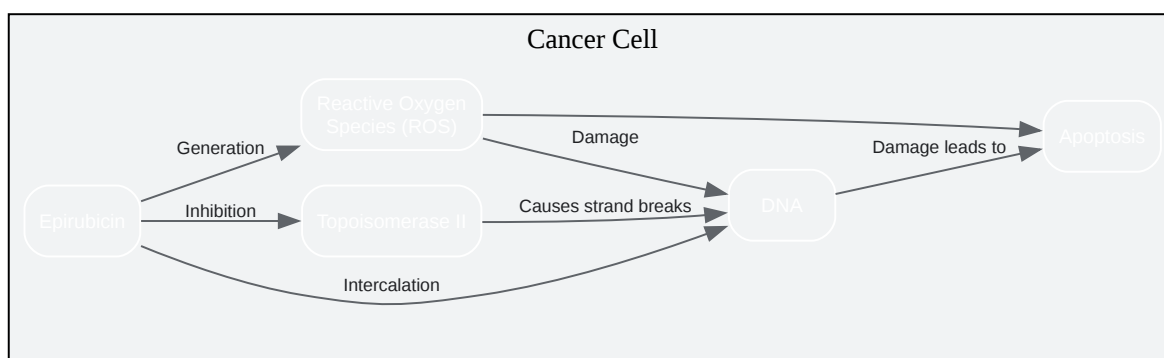 Cancer Cell
Reactive Oxygen
Species (ROS)
Generation
Damage
Damage leads to
Apoptosis
Epirubicin
Inhibition
Topoisomerase II
Causes strand breaks
DNA
Intercalation